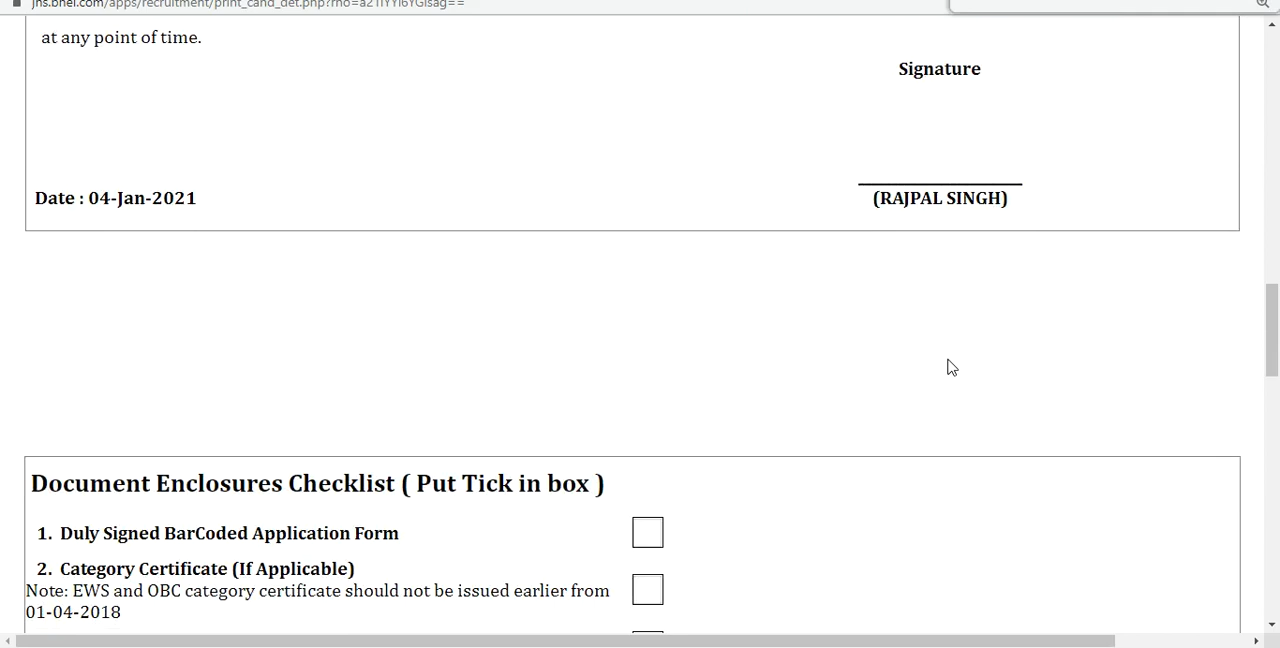 at any point of time.
Signature
Date : 04-Jan-2021
(RAJPAL SINGH)
Document Enclosures Checklist ( Put Tick in box )
1. Duly Signed BarCoded Application Form
2. Category Certificate (If Applicable)
Note: EWS and OBC category certificate should not be issued earlier from
01-04-2018